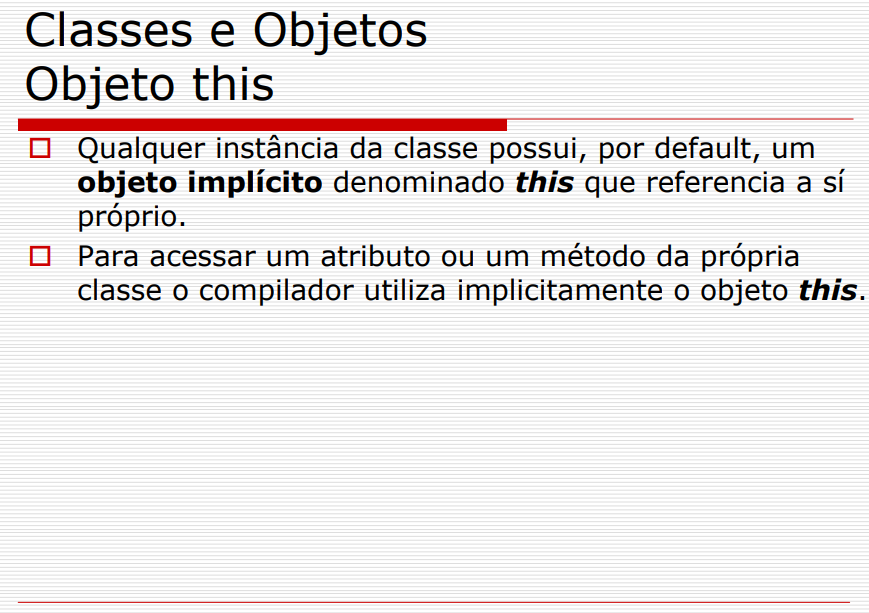 Classes e Objetos
Objeto this
Qualquer instância da classe possui, por default, um
objeto implícito denominado this que referencia a sí
próprio.
Para acessar um atributo ou um método da própria
classe o compilador utiliza implicitamente o objeto this.